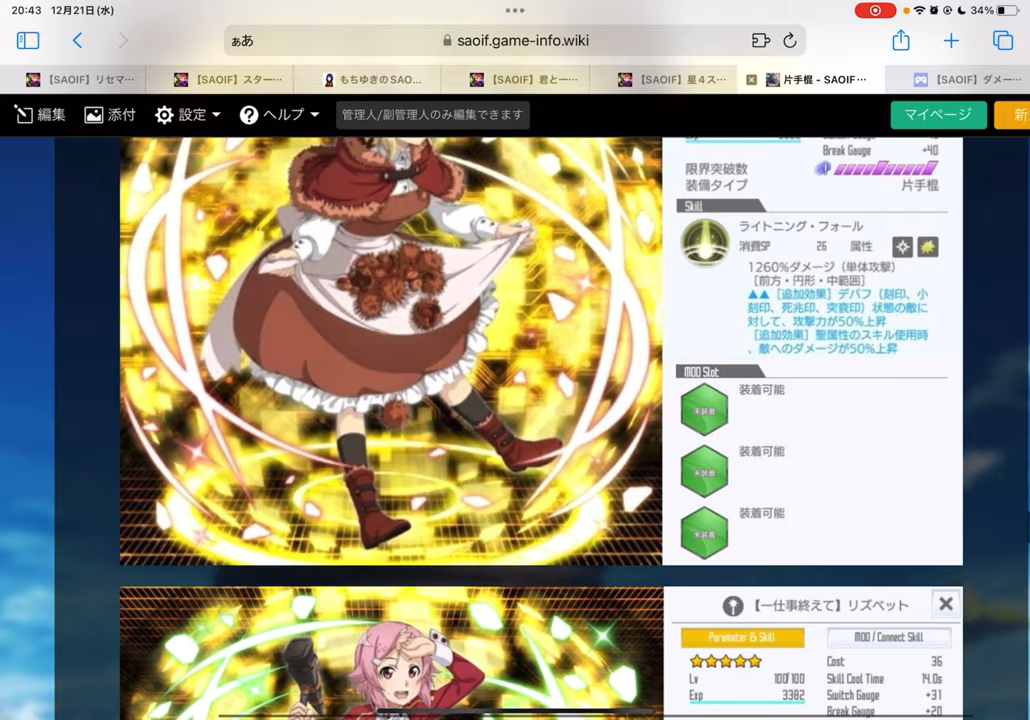 20:43 12月21日(水)
34%
ぁあ
saoif.game-info.wiki
【SAOIF】リセマ…
【SAOIF】スター…
もちゆきのSAO…
【SAOIF】君と一…
【SAOIF】星４ス…
片手棍 - SAOIF…
【SAOIF】ダメー…
編集
添付
設定
ヘルプ
管理人/副管理人のみ編集できます
マイページ
新
Break Gauge +40
限界突破数
装備タイプ 片手棍
Skill
ライトニング・フォール
消費SP 26 属性
1260%ダメージ（単体攻撃）
［前方・円形・中範囲］
▲▲［追加効果］デバフ（刻印、小
刻印、死兆印、突衰印）状態の敵に
対して、攻撃力が50%上昇
［追加効果］聖属性のスキル使用時
、敵へのダメージが50%上昇
MOD Slot
未装着 装着可能
未装着 装着可能
未装着 装着可能
【一仕事終えて】リズベット
Parameter & Skill
MOD / Connect Skill
Cost 36
Lv 100/100
Skill Cool Time 14.0s
Exp 3382
Switch Gauge +31
Break Gauge +20